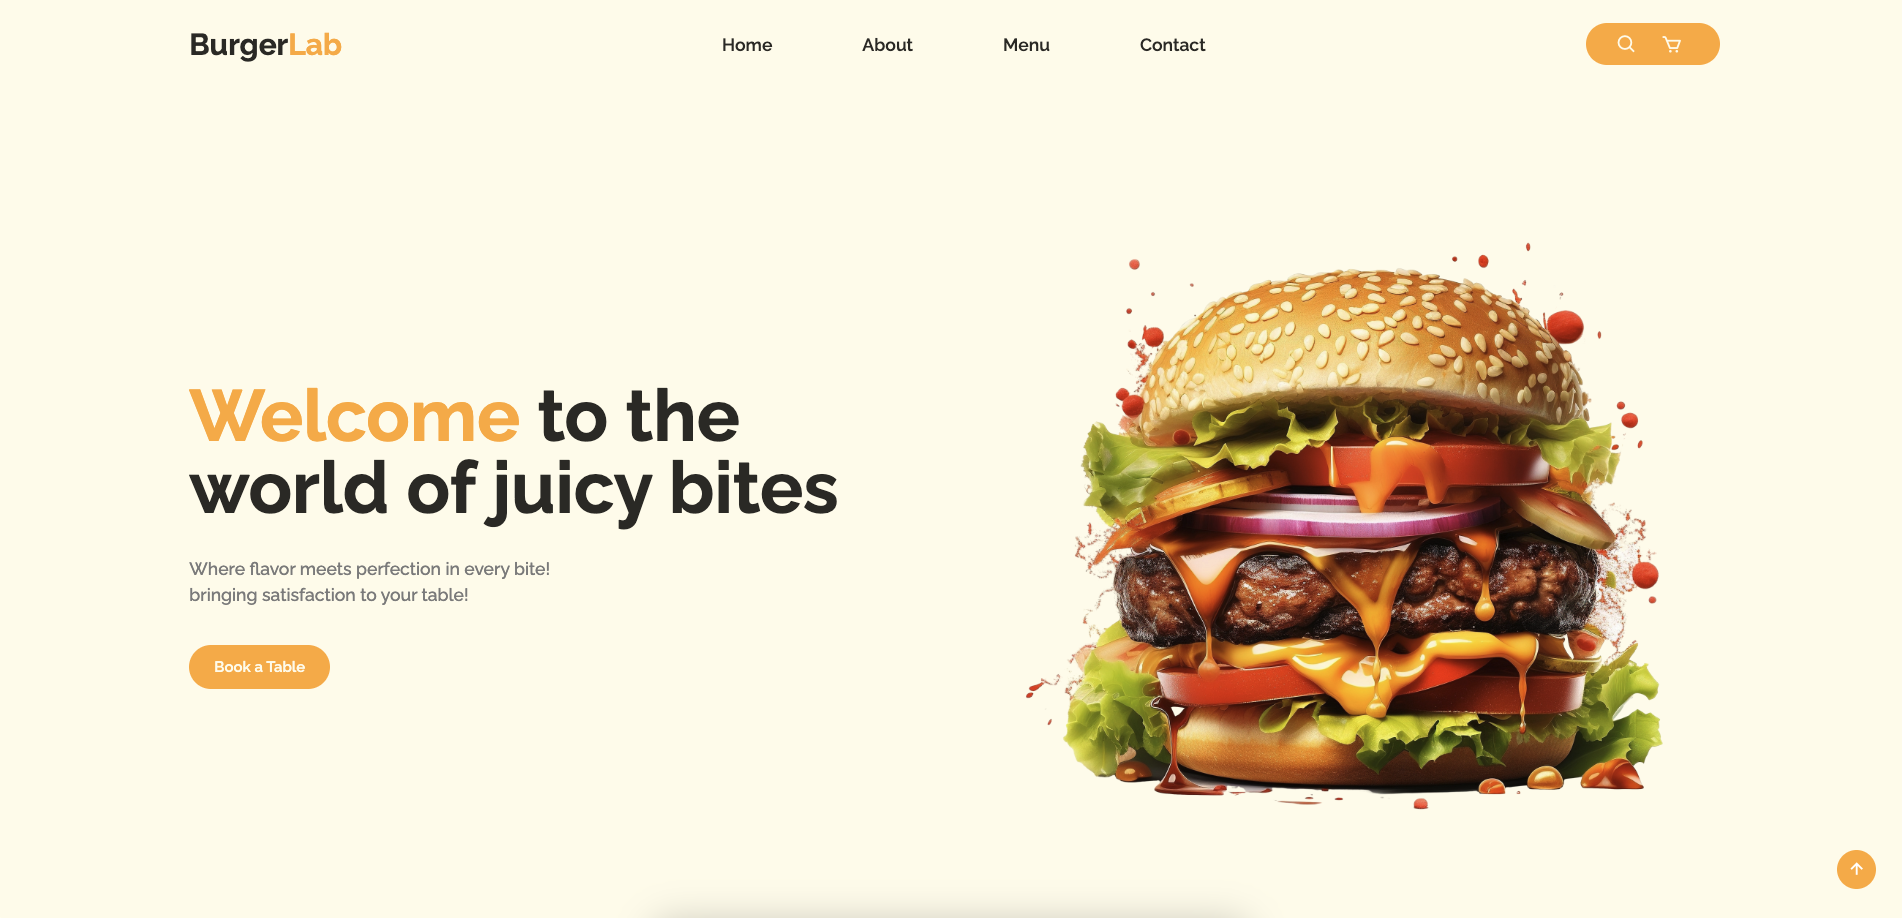 BurgerLab
Home
About
Menu
Contact
Welcome to the
world of juicy bites
Where flavor meets perfection in every bite!
bringing satisfaction to your table!
Book a Table